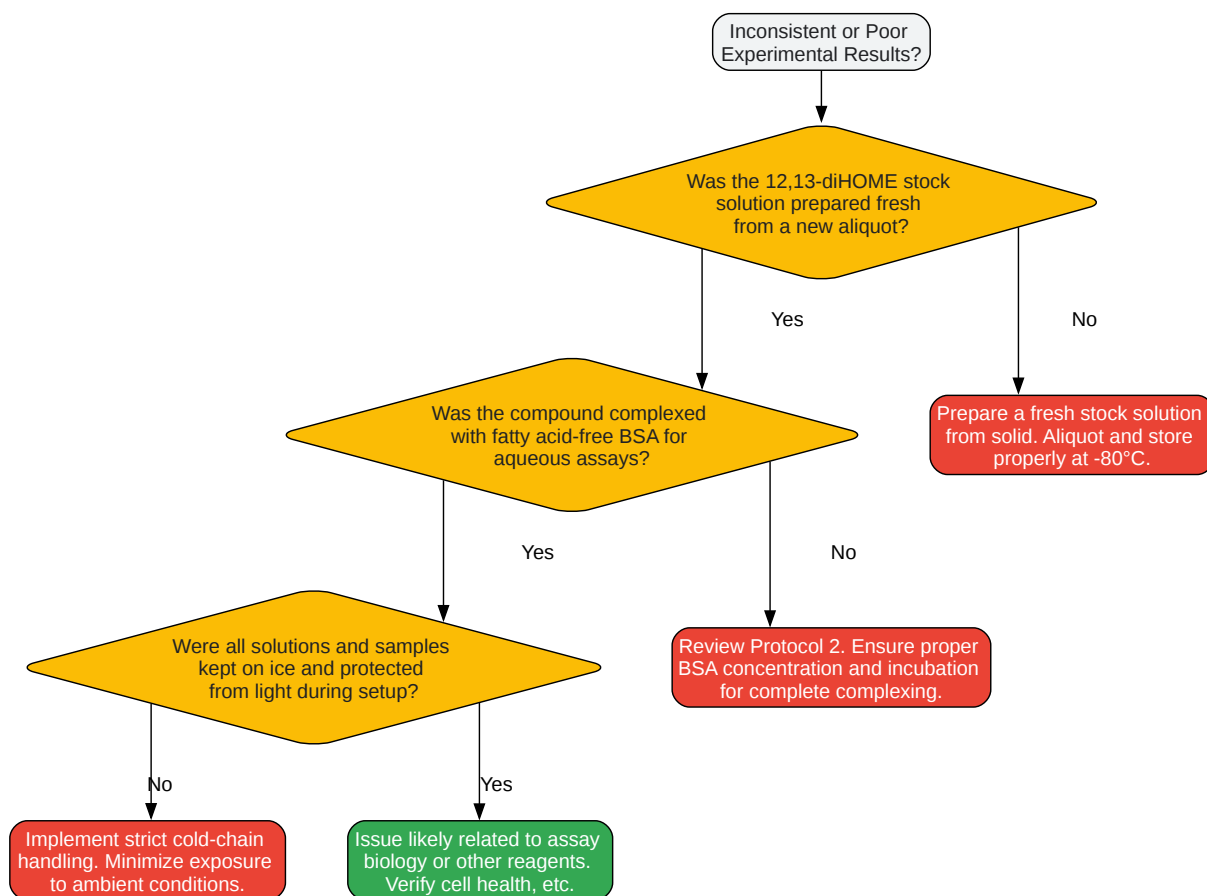 Inconsistent or Poor
Experimental Results?
Was the 12,13-diHOME stock
solution prepared fresh
from a new aliquot?
Yes
No
Was the compound complexed
with fatty acid-free BSA for
aqueous assays?
Prepare a fresh stock solution
from solid. Aliquot and store
properly at -80°C.
Yes
No
Were all solutions and samples
kept on ice and protected
from light during setup?
Review Protocol 2. Ensure proper
BSA concentration and incubation
for complete complexing.
No
Yes
Implement strict cold-chain
handling. Minimize exposure
to ambient conditions.
Issue likely related to assay
biology or other reagents.
Verify cell health, etc.